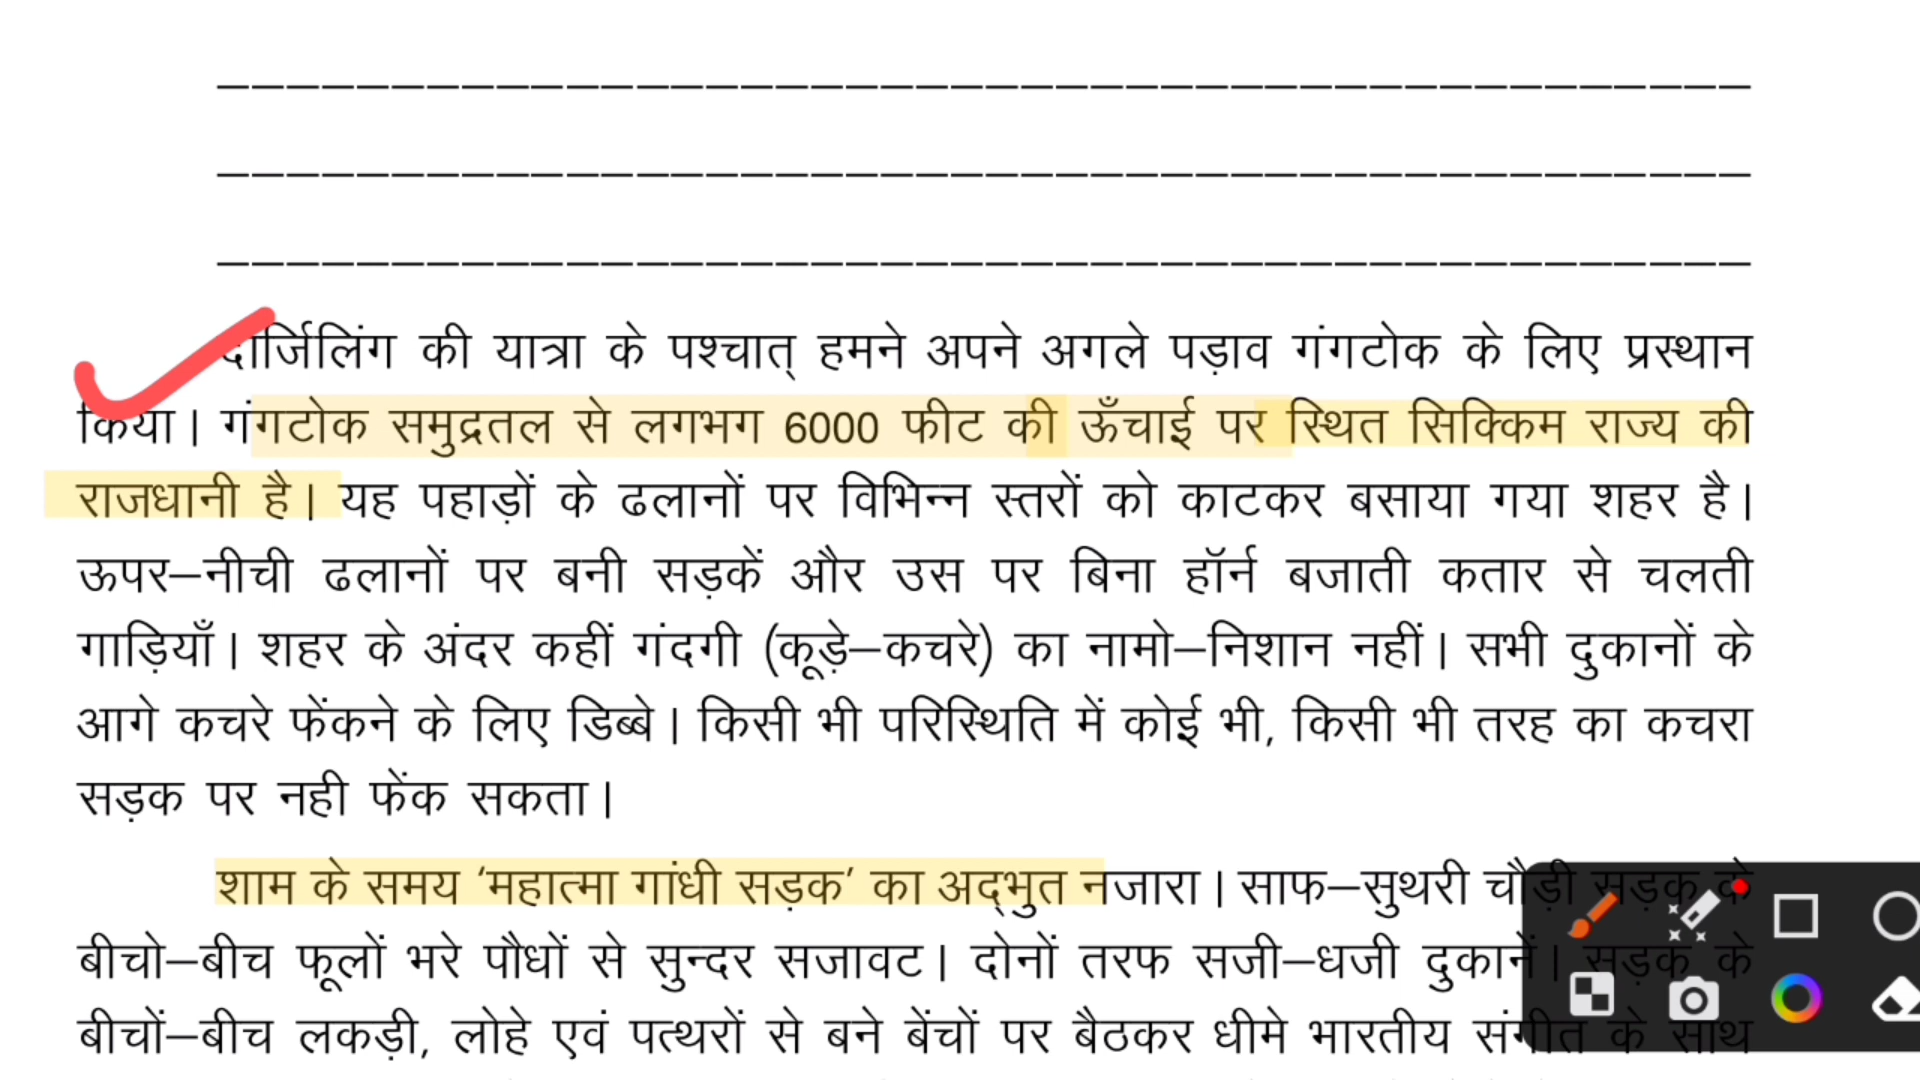 दार्जिलिंग की यात्रा के पश्चात् हमने अपने अगले पड़ाव गंगटोक के लिए प्रस्थान
किया। गंगटोक समुद्रतल से लगभग 6000 फीट की ऊँचाई पर स्थित सिक्किम राज्य की
राजधानी है। यह पहाड़ों के ढलानों पर विभिन्न स्तरों को काटकर बसाया गया शहर है।
ऊपर–नीची ढलानों पर बनी सड़कें और उस पर बिना हॉर्न बजाती कतार से चलती
गाड़ियाँ। शहर के अंदर कहीं गंदगी (कूड़े–कचरे) का नामो–निशान नहीं। सभी दुकानों के
आगे कचरे फेंकने के लिए डिब्बे। किसी भी परिस्थिति में कोई भी, किसी भी तरह का कचरा
सड़क पर नही फेंक सकता।
शाम के समय ‘महात्मा गांधी सड़क’ का अद्भुत नजारा। साफ–सुथरी चौड़ी सड़क के
बीचो–बीच फूलों भरे पौधों से सुन्दर सजावट। दोनों तरफ सजी–धजी दुकानें। सड़क के
बीचों–बीच लकड़ी, लोहे एवं पत्थरों से बने बेंचों पर बैठकर धीमे भारतीय संगीत के साथ